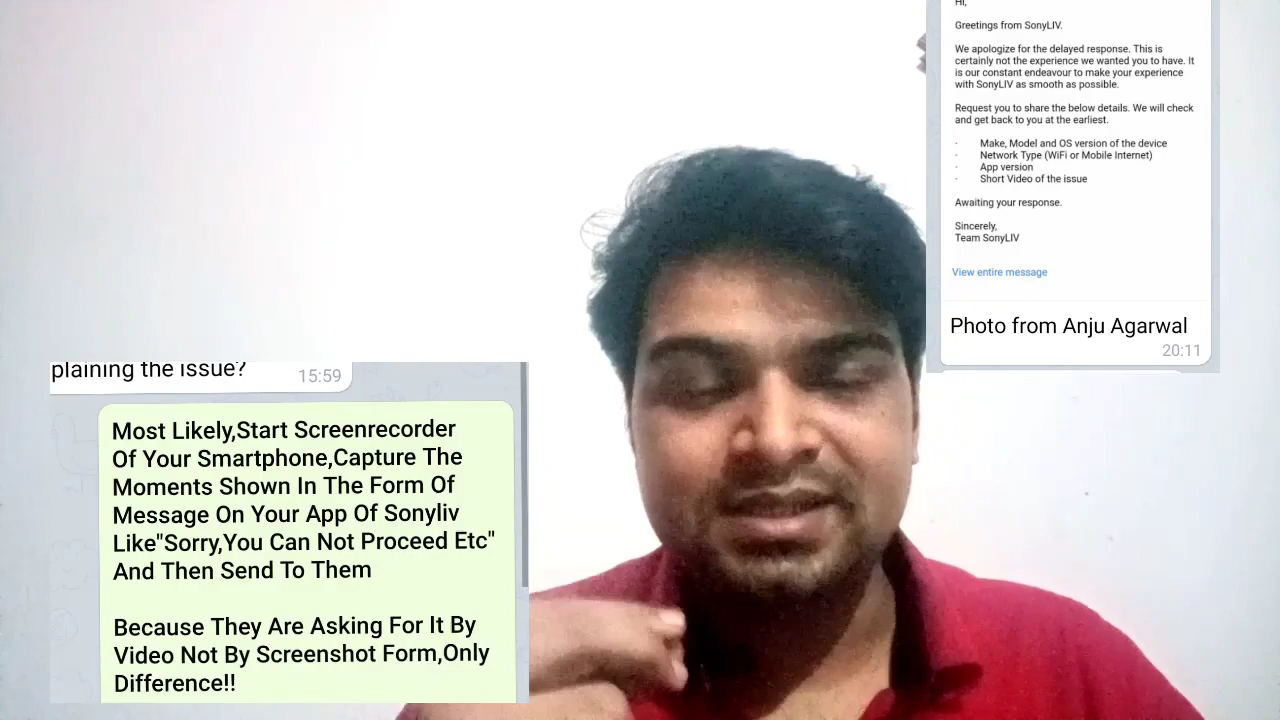 Hi,
Greetings from SonyLIV.
We apologize for the delayed response. This is
certainly not the experience we wanted you to have. It
is our constant endeavour to make your experience
with SonyLIV as smooth as possible.
Request you to share the below details. We will check
and get back to you at the earliest.
· Make, Model and OS version of the device
· Network Type (WiFi or Mobile Internet)
· App version
· Short Video of the issue
Awaiting your response.
Sincerely,
Team SonyLIV
View entire message
Photo from Anju Agarwal
20:11
plaining the issue?
15:59
Most Likely,Start Screenrecorder
Of Your Smartphone,Capture The
Moments Shown In The Form Of
Message On Your App Of Sonyliv
Like"Sorry,You Can Not Proceed Etc"
And Then Send To Them
Because They Are Asking For It By
Video Not By Screenshot Form,Only
Difference!!